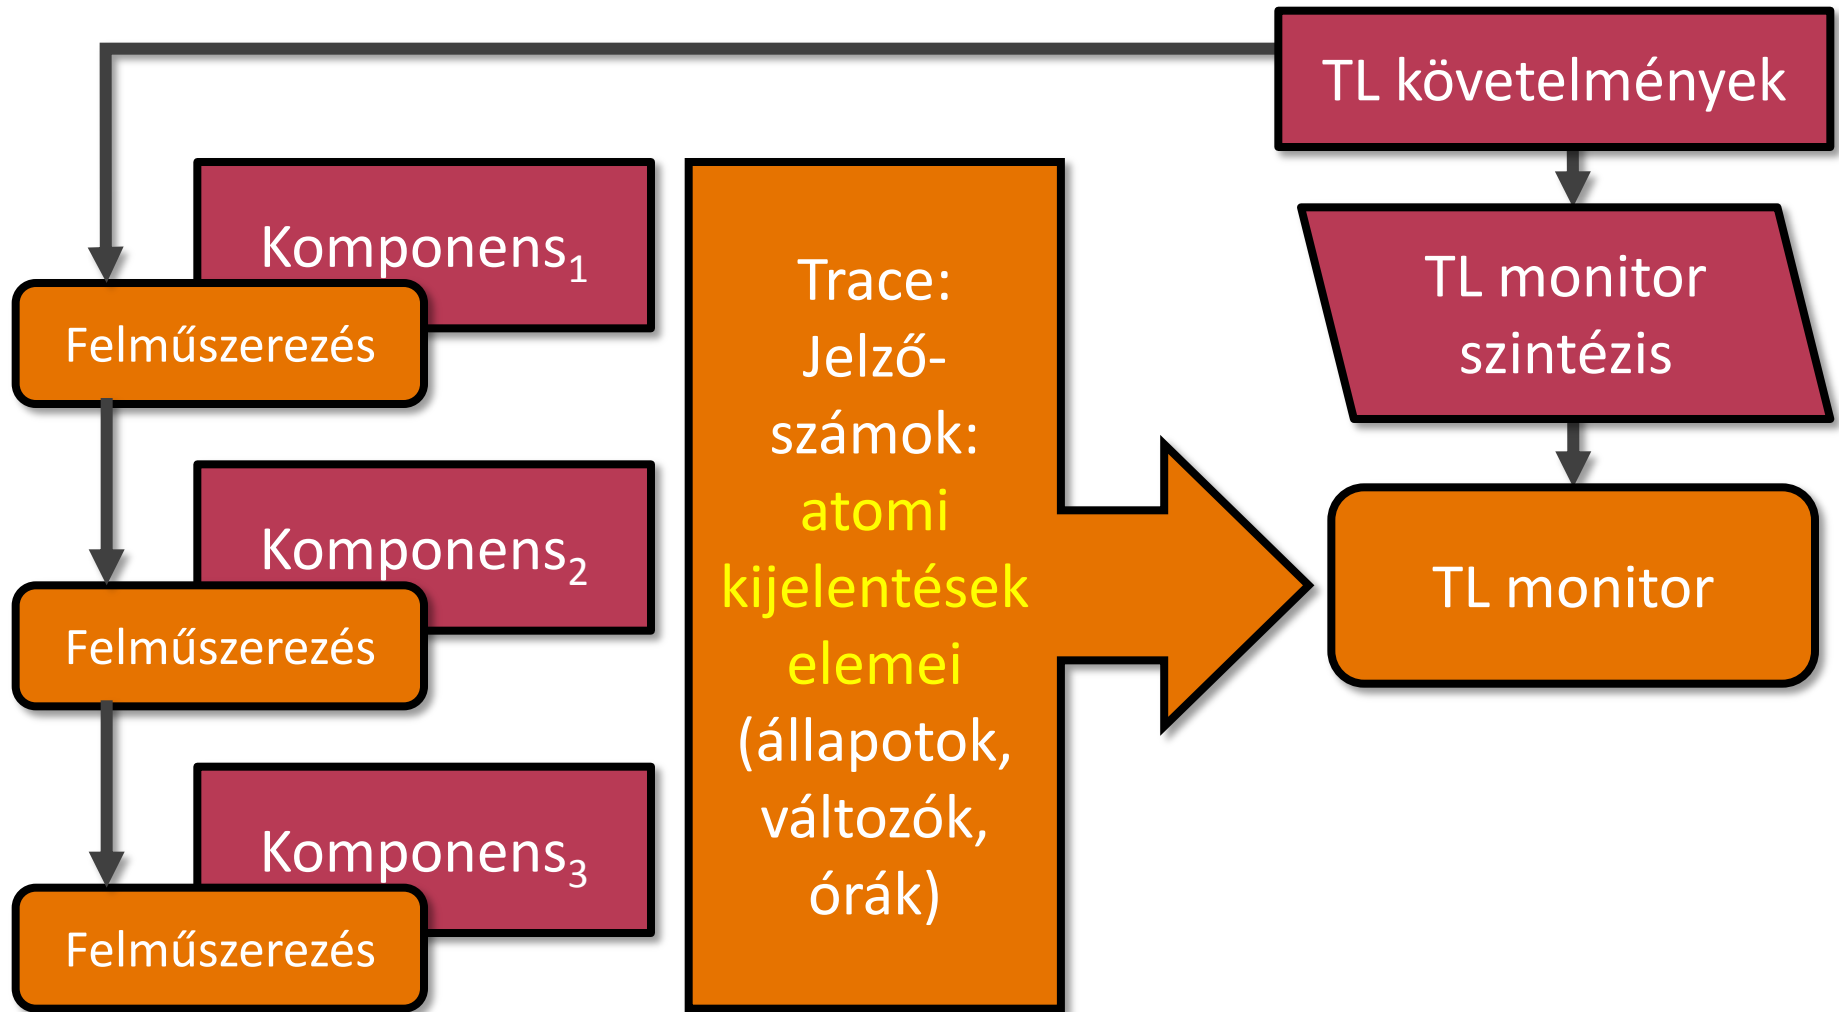 TL követelmények
Komponens1
Felműszerezés
Komponens2
Felműszerezés
Komponens3
Felműszerezés
Trace:
Jelző-
számok:
atomi
kijelentések
elemei
(állapotok,
változók,
órák)
TL monitor
szintézis
TL monitor